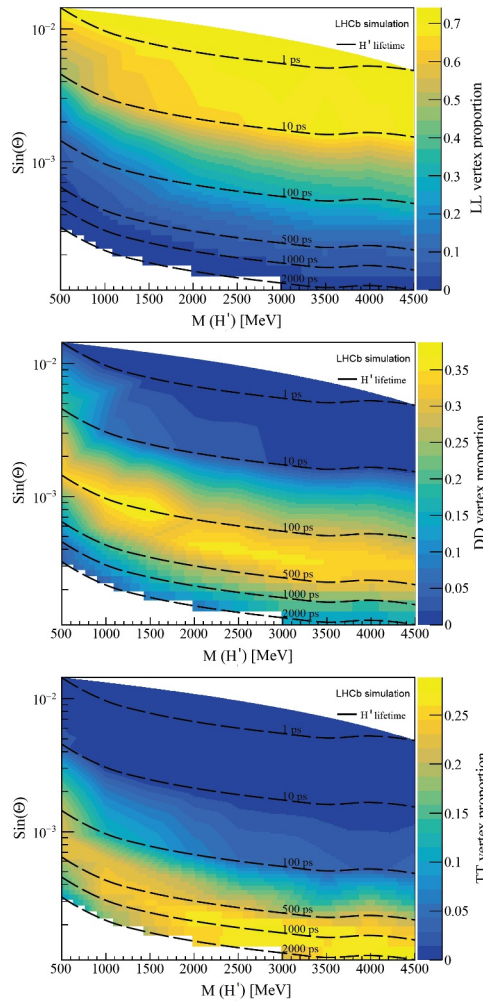 LHCb simulation
H' lifetime
10⁻²
10⁻³
Sin(Θ)
1 ps
10 ps
100 ps
500 ps
1000 ps
2000 ps
500 1000 1500 2000 2500 3000 3500 4000 4500
M (H') [MeV]
0.7
0.6
0.5
0.4
0.3
0.2
0.1
0
LL vertex proportion
LHCb simulation
H' lifetime
10⁻²
10⁻³
Sin(Θ)
1 ps
10 ps
100 ps
500 ps
1000 ps
2000 ps
500 1000 1500 2000 2500 3000 3500 4000 4500
M (H') [MeV]
0.35
0.3
0.25
0.2
0.15
0.1
0.05
0
DD vertex proportion
LHCb simulation
H' lifetime
10⁻²
10⁻³
Sin(Θ)
1 ps
10 ps
100 ps
500 ps
1000 ps
2000 ps
500 1000 1500 2000 2500 3000 3500 4000 4500
M (H') [MeV]
0.25
0.2
0.15
0.1
0.05
0
TT vertex proportion